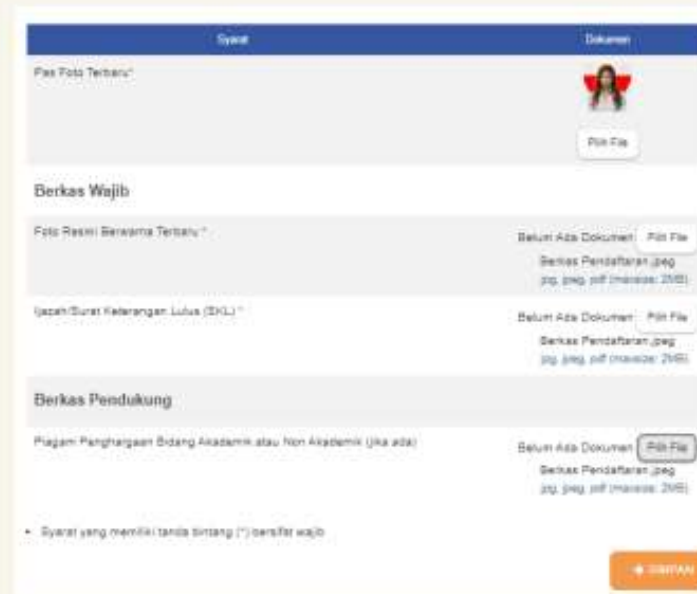 Syarat Dokumen
Pas Foto Terbaru*
Pilih File
Berkas Wajib
Foto Resmi Berwarna Terbaru *
Belum Ada Dokumen Pilih File
Berkas Pendaftaran.jpeg
jpg, jpeg, pdf (maxsize: 2MB)
Ijazah/Surat Keterangan Lulus (SKL) *
Belum Ada Dokumen Pilih File
Berkas Pendaftaran.jpeg
jpg, jpeg, pdf (maxsize: 2MB)
Berkas Pendukung
Piagam Penghargaan Bidang Akademik atau Non Akademik (jika ada)
Belum Ada Dokumen Pilih File
Berkas Pendaftaran.jpeg
jpg, jpeg, pdf (maxsize: 2MB)
• Syarat yang memiliki tanda bintang (*) bersifat wajib
SIMPAN